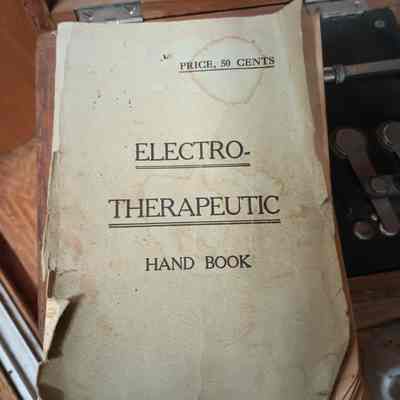 PRICE, 50 CENTS
ELECTRO-
THERAPEUTIC
HAND BOOK